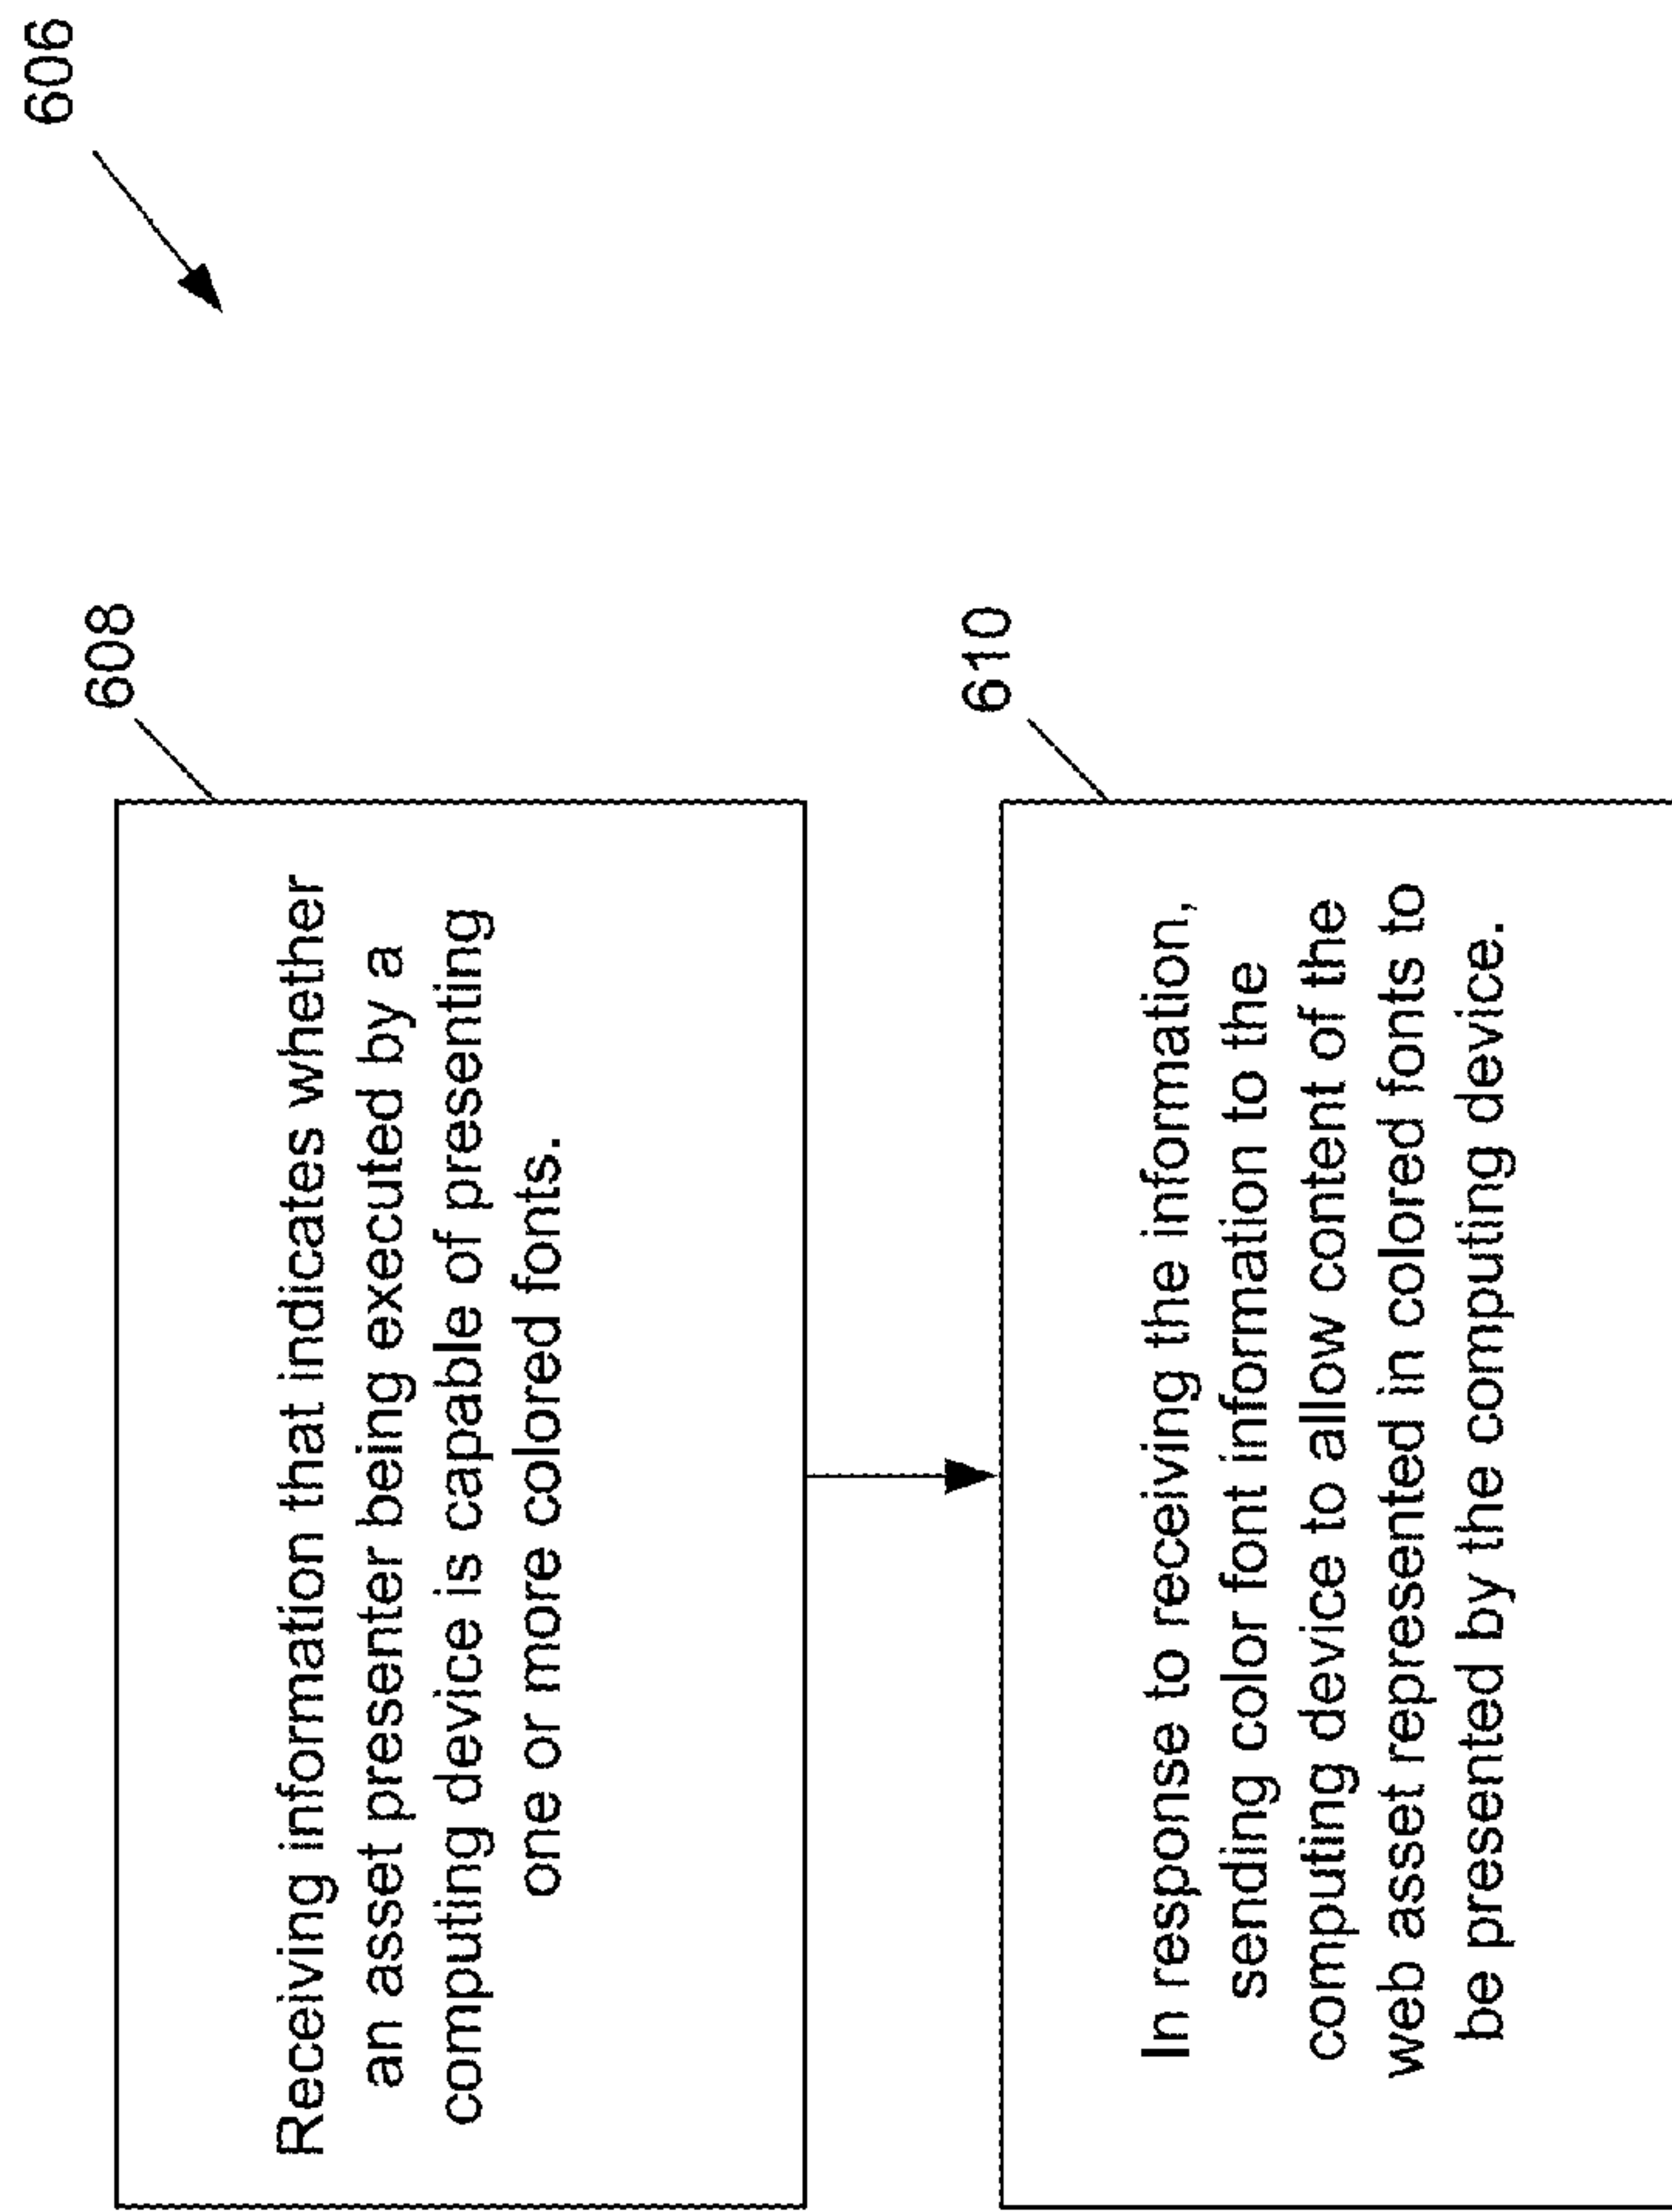 606
608
Receiving information that indicates whether
an asset presenter being executed by a
computing device is capable of presenting
one or more colored fonts.
610
In response to receiving the information,
sending color font information to the
computing device to allow content of the
web asset represented in colored fonts to
be presented by the computing device.